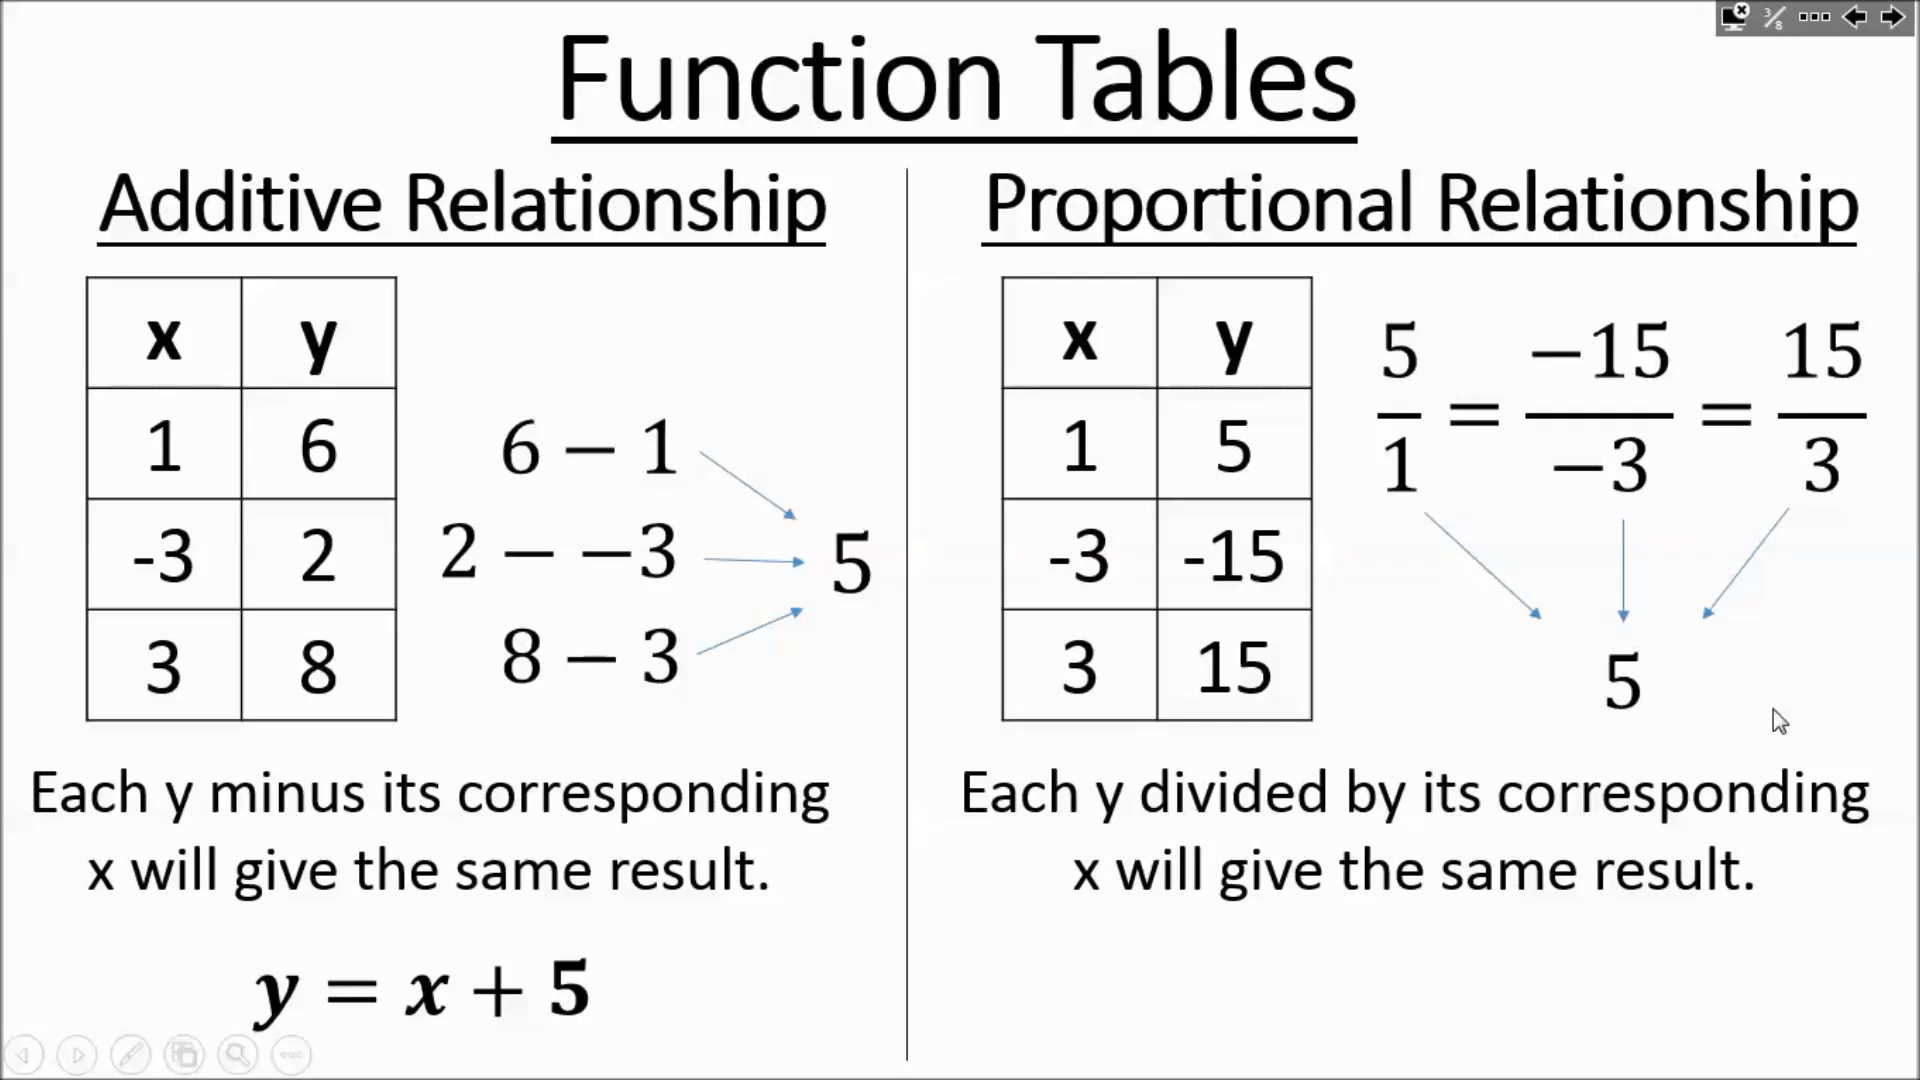 3/8
Function Tables
Additive Relationship
x y
1 6
-3 2
3 8
6 − 1
2 − −3
8 − 3
5
Each y minus its corresponding
x will give the same result.
y = x + 5
Proportional Relationship
x y
1 5
-3 -15
3 15
5/1 = −15/−3 = 15/3
5
Each y divided by its corresponding
x will give the same result.